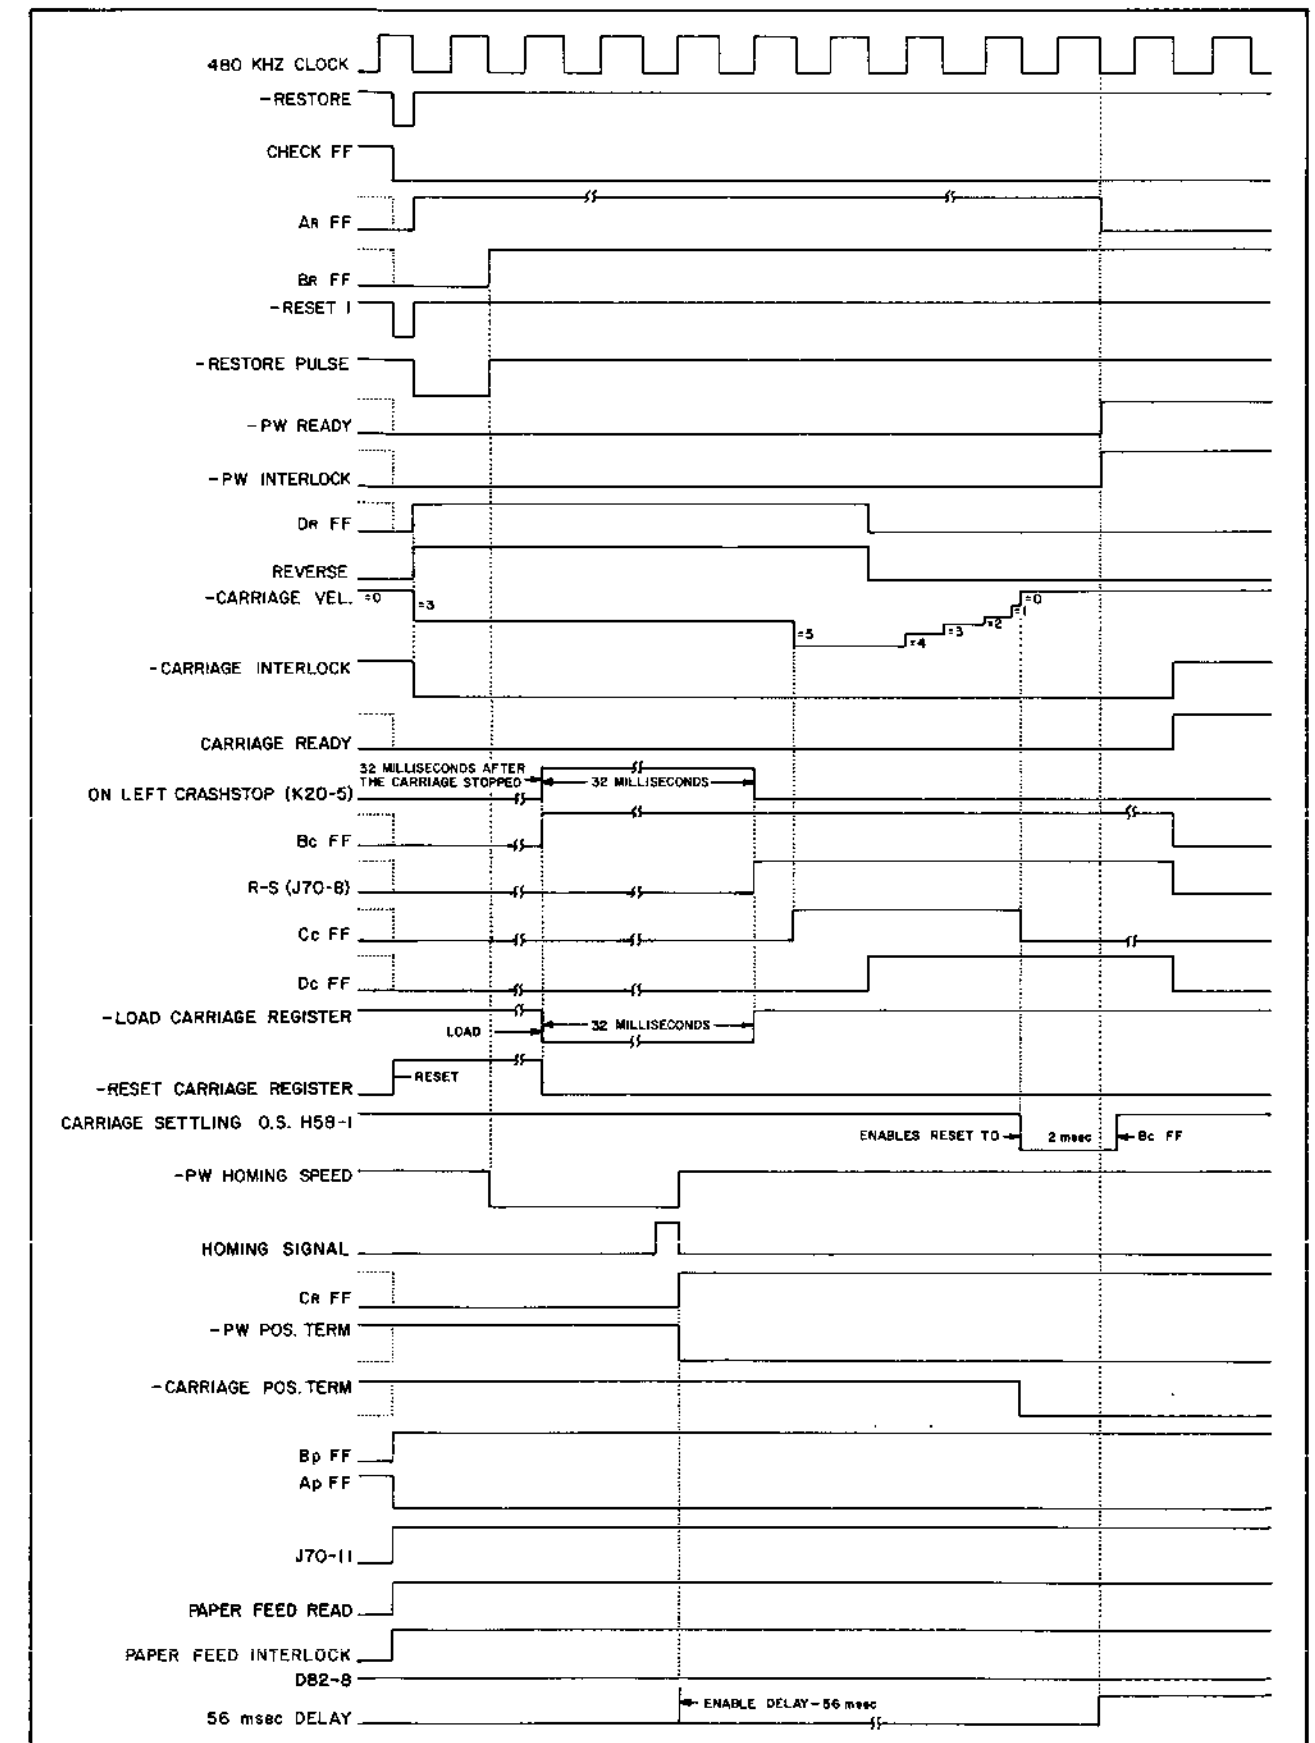 480 KHZ CLOCK
-RESTORE
CHECK FF
AR FF
BR FF
-RESET 1
-RESTORE PULSE
-PW READY
-PW INTERLOCK
DR FF
REVERSE
-CARRIAGE VEL. =0 =3 =5 =4 =3 =2 =1 =0
-CARRIAGE INTERLOCK
CARRIAGE READY
32 MILLISECONDS AFTER
THE CARRIAGE STOPPED 32 MILLISECONDS
ON LEFT CRASHSTOP (K20-5)
Bc FF
R-S (J70-8)
Cc FF
Dc FF
-LOAD CARRIAGE REGISTER
LOAD 32 MILLISECONDS
RESET
-RESET CARRIAGE REGISTER
CARRIAGE SETTLING O.S. H58-1
ENABLES RESET TO 2 msec Bc FF
-PW HOMING SPEED
HOMING SIGNAL
CR FF
-PW POS. TERM
-CARRIAGE POS. TERM
Bp FF
Ap FF
J70-11
PAPER FEED READ
PAPER FEED INTERLOCK
D82-8
ENABLE DELAY-56 msec
56 msec DELAY